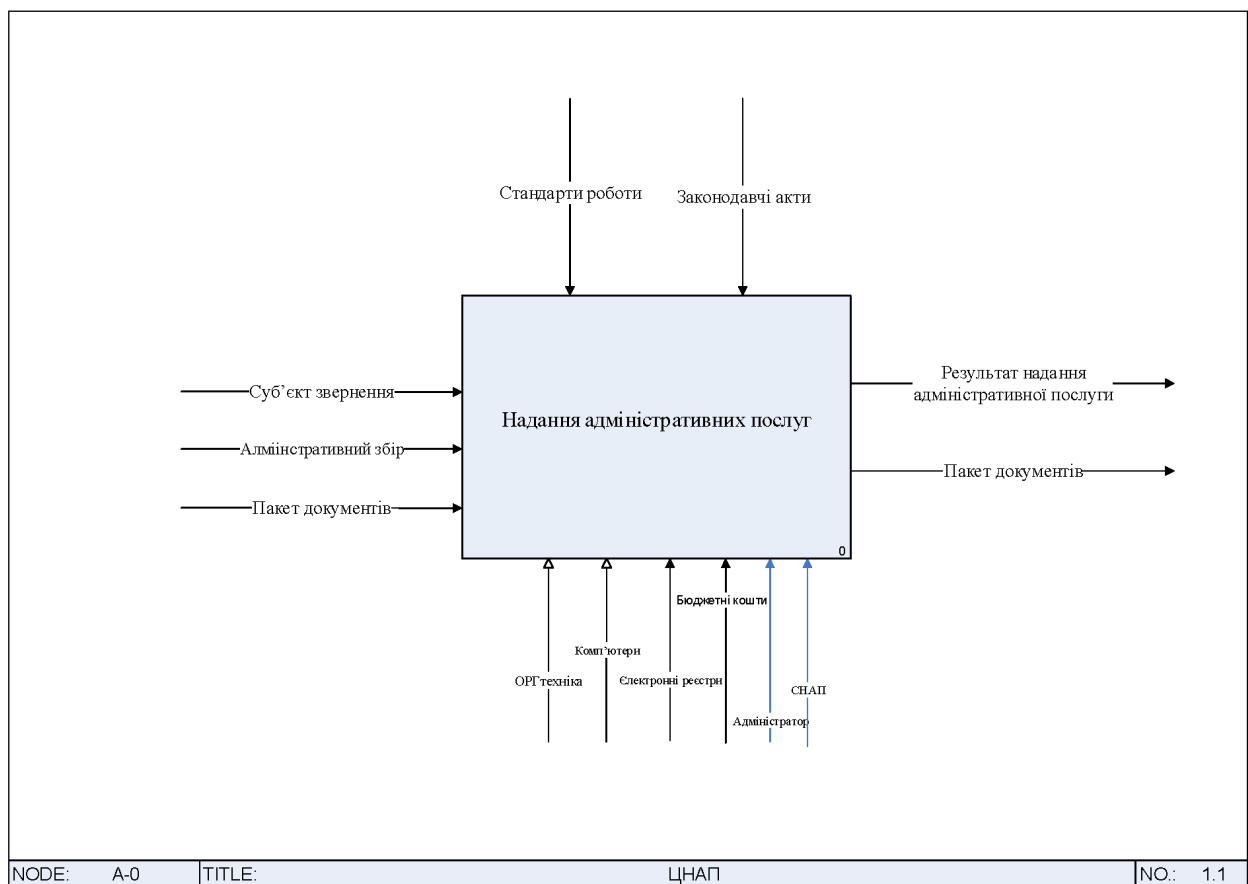 Стандарти роботи
Законодавчі акти
Суб’єкт звернення
Алміінстративний збір
Пакет документів
Надання адміністративних послуг
0
Результат надання
адміністративної послуги
Пакет документів
Бюджетні кошти
Комп’ютери
ОРГтехніка
Єлектронні реєстри
СНАП
Адміністратор
NODE: A-0 TITLE: ЦНАП NO.: 1.1